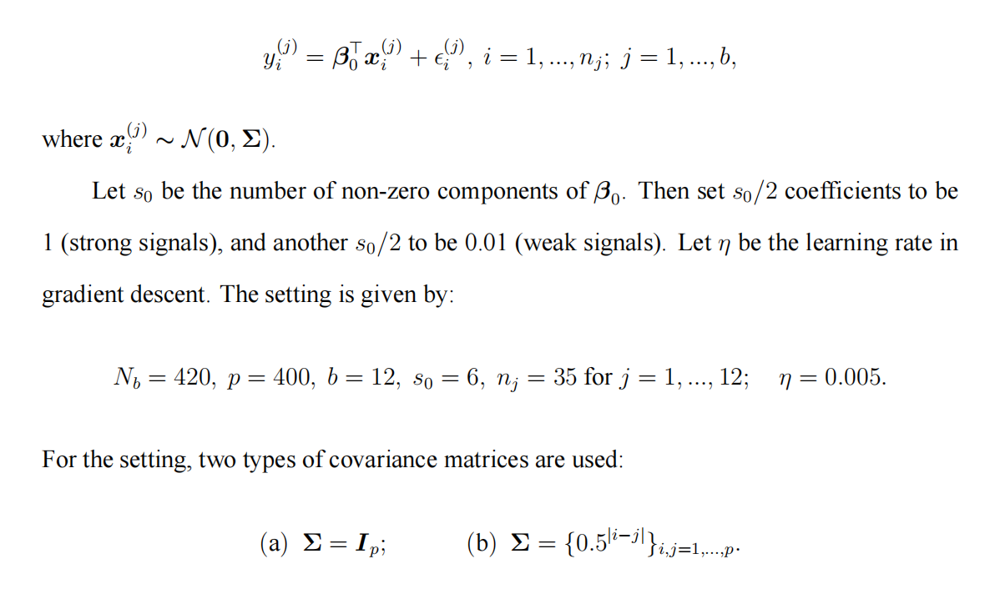 $y_i^{(j)} = \boldsymbol{\beta}_0^\top \boldsymbol{x}_i^{(j)} + \epsilon_i^{(j)},\ i = 1, ..., n_j;\ j = 1, ..., b,$
where $\boldsymbol{x}_i^{(j)} \sim \mathcal{N}(\mathbf{0}, \boldsymbol{\Sigma}).$
Let $s_0$ be the number of non-zero components of $\boldsymbol{\beta}_0$. Then set $s_0/2$ coefficients to be
1 (strong signals), and another $s_0/2$ to be 0.01 (weak signals). Let $\eta$ be the learning rate in
gradient descent. The setting is given by:
$N_b = 420,\ p = 400,\ b = 12,\ s_0 = 6,\ n_j = 35 \text{ for } j = 1, ..., 12;\quad \eta = 0.005.$
For the setting, two types of covariance matrices are used:
(a) $\boldsymbol{\Sigma} = \boldsymbol{I}_p;$ (b) $\boldsymbol{\Sigma} = \{0.5^{|i-j|}\}_{i,j=1,...,p}.$